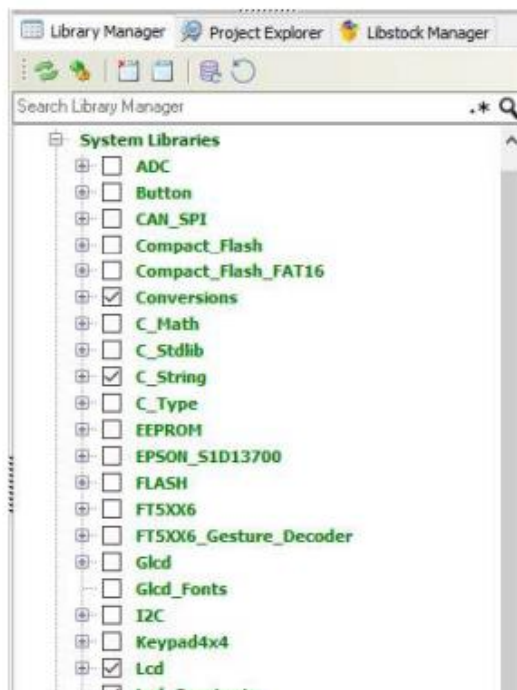 Library Manager Project Explorer Libstock Manager
Search Library Manager .*
System Libraries
ADC
Button
CAN_SPI
Compact_Flash
Compact_Flash_FAT16
Conversions
C_Math
C_Stdlib
C_String
C_Type
EEPROM
EPSON_S1D13700
FLASH
FT5XX6
FT5XX6_Gesture_Decoder
Glcd
Glcd_Fonts
I2C
Keypad4x4
Lcd